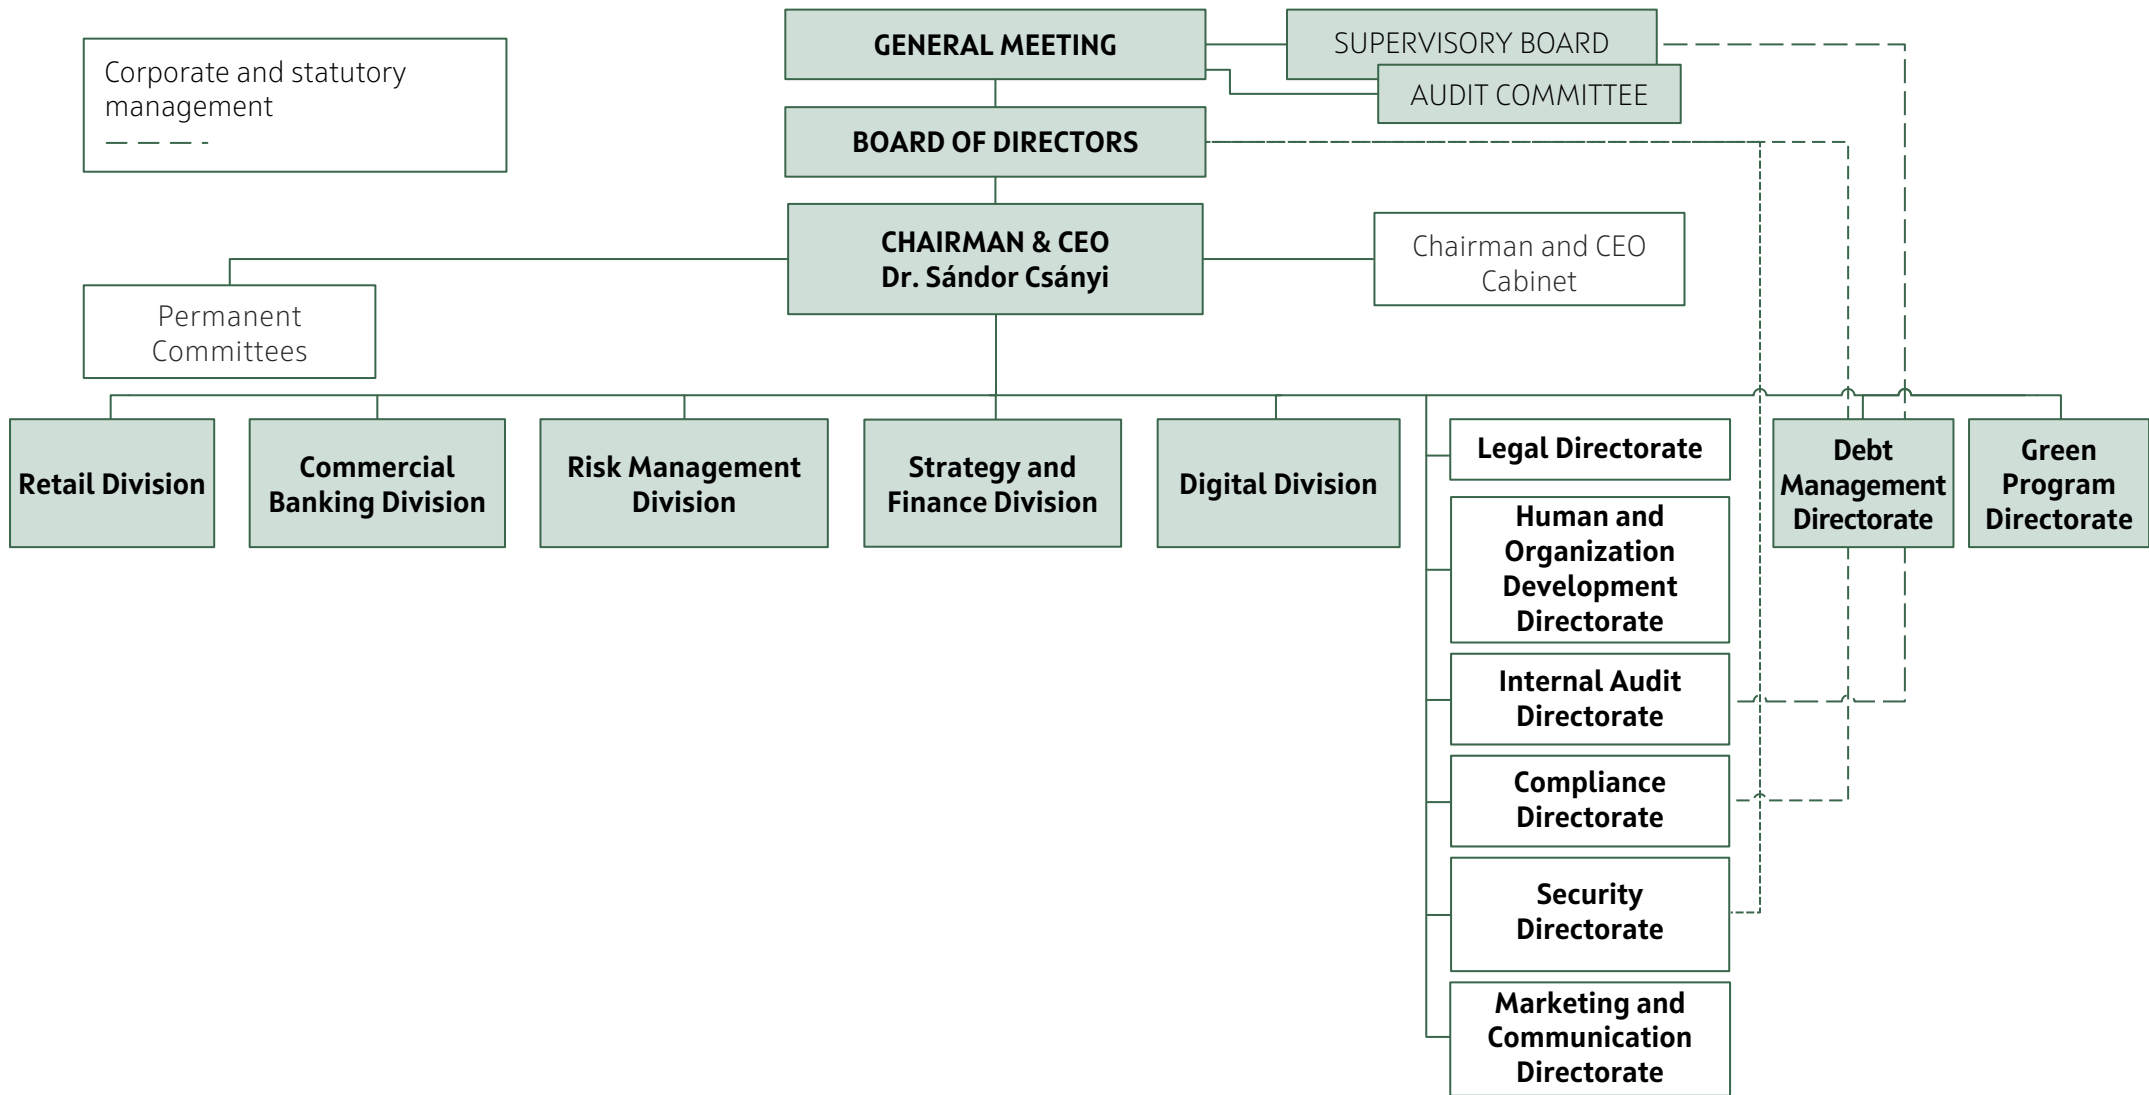 Corporate and statutory
management
GENERAL MEETING
SUPERVISORY BOARD
AUDIT COMMITTEE
BOARD OF DIRECTORS
CHAIRMAN & CEO
Dr. Sándor Csányi
Chairman and CEO
Cabinet
Permanent
Committees
Retail Division
Commercial
Banking Division
Risk Management
Division
Strategy and
Finance Division
Digital Division
Legal Directorate
Human and
Organization
Development
Directorate
Internal Audit
Directorate
Compliance
Directorate
Security
Directorate
Marketing and
Communication
Directorate
Debt
Management
Directorate
Green
Program
Directorate